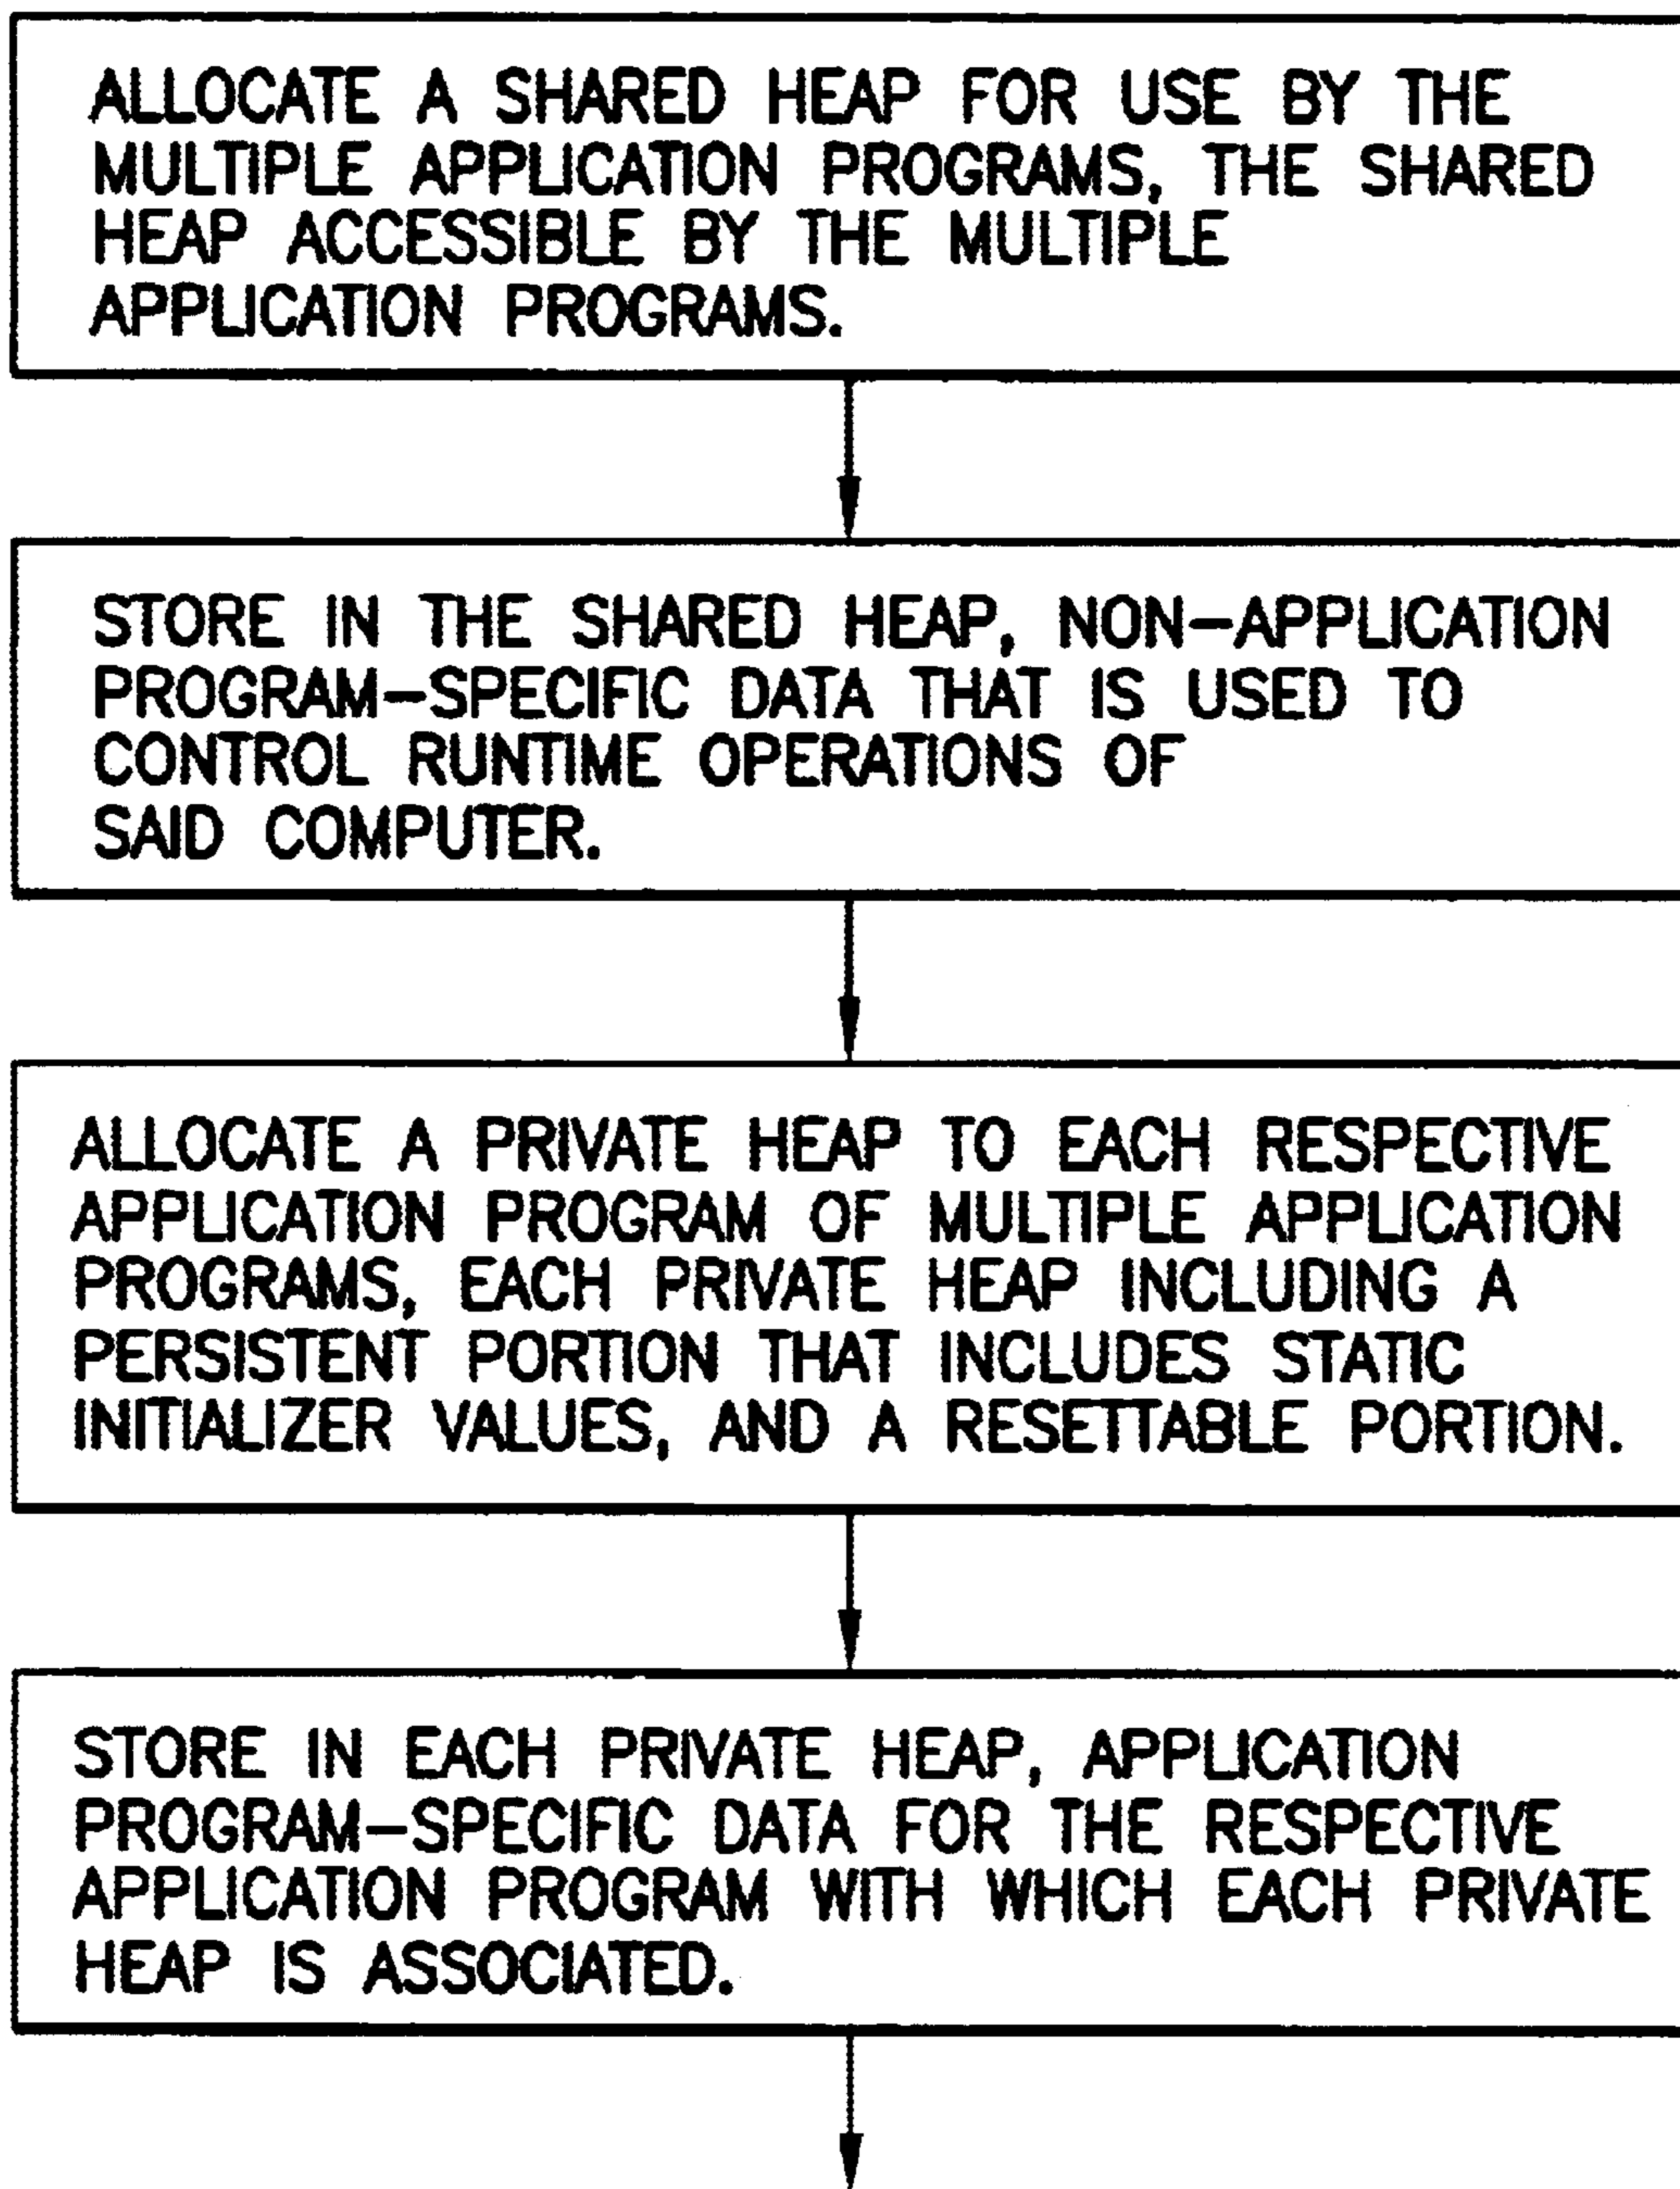 ALLOCATE A SHARED HEAP FOR USE BY THE
MULTIPLE APPLICATION PROGRAMS, THE SHARED
HEAP ACCESSIBLE BY THE MULTIPLE
APPLICATION PROGRAMS.
STORE IN THE SHARED HEAP, NON-APPLICATION
PROGRAM-SPECIFIC DATA THAT IS USED TO
CONTROL RUNTIME OPERATIONS OF
SAID COMPUTER.
ALLOCATE A PRIVATE HEAP TO EACH RESPECTIVE
APPLICATION PROGRAM OF MULTIPLE APPLICATION
PROGRAMS, EACH PRIVATE HEAP INCLUDING A
PERSISTENT PORTION THAT INCLUDES STATIC
INITIALIZER VALUES, AND A RESETTABLE PORTION.
STORE IN EACH PRIVATE HEAP, APPLICATION
PROGRAM-SPECIFIC DATA FOR THE RESPECTIVE
APPLICATION PROGRAM WITH WHICH EACH PRIVATE
HEAP IS ASSOCIATED.